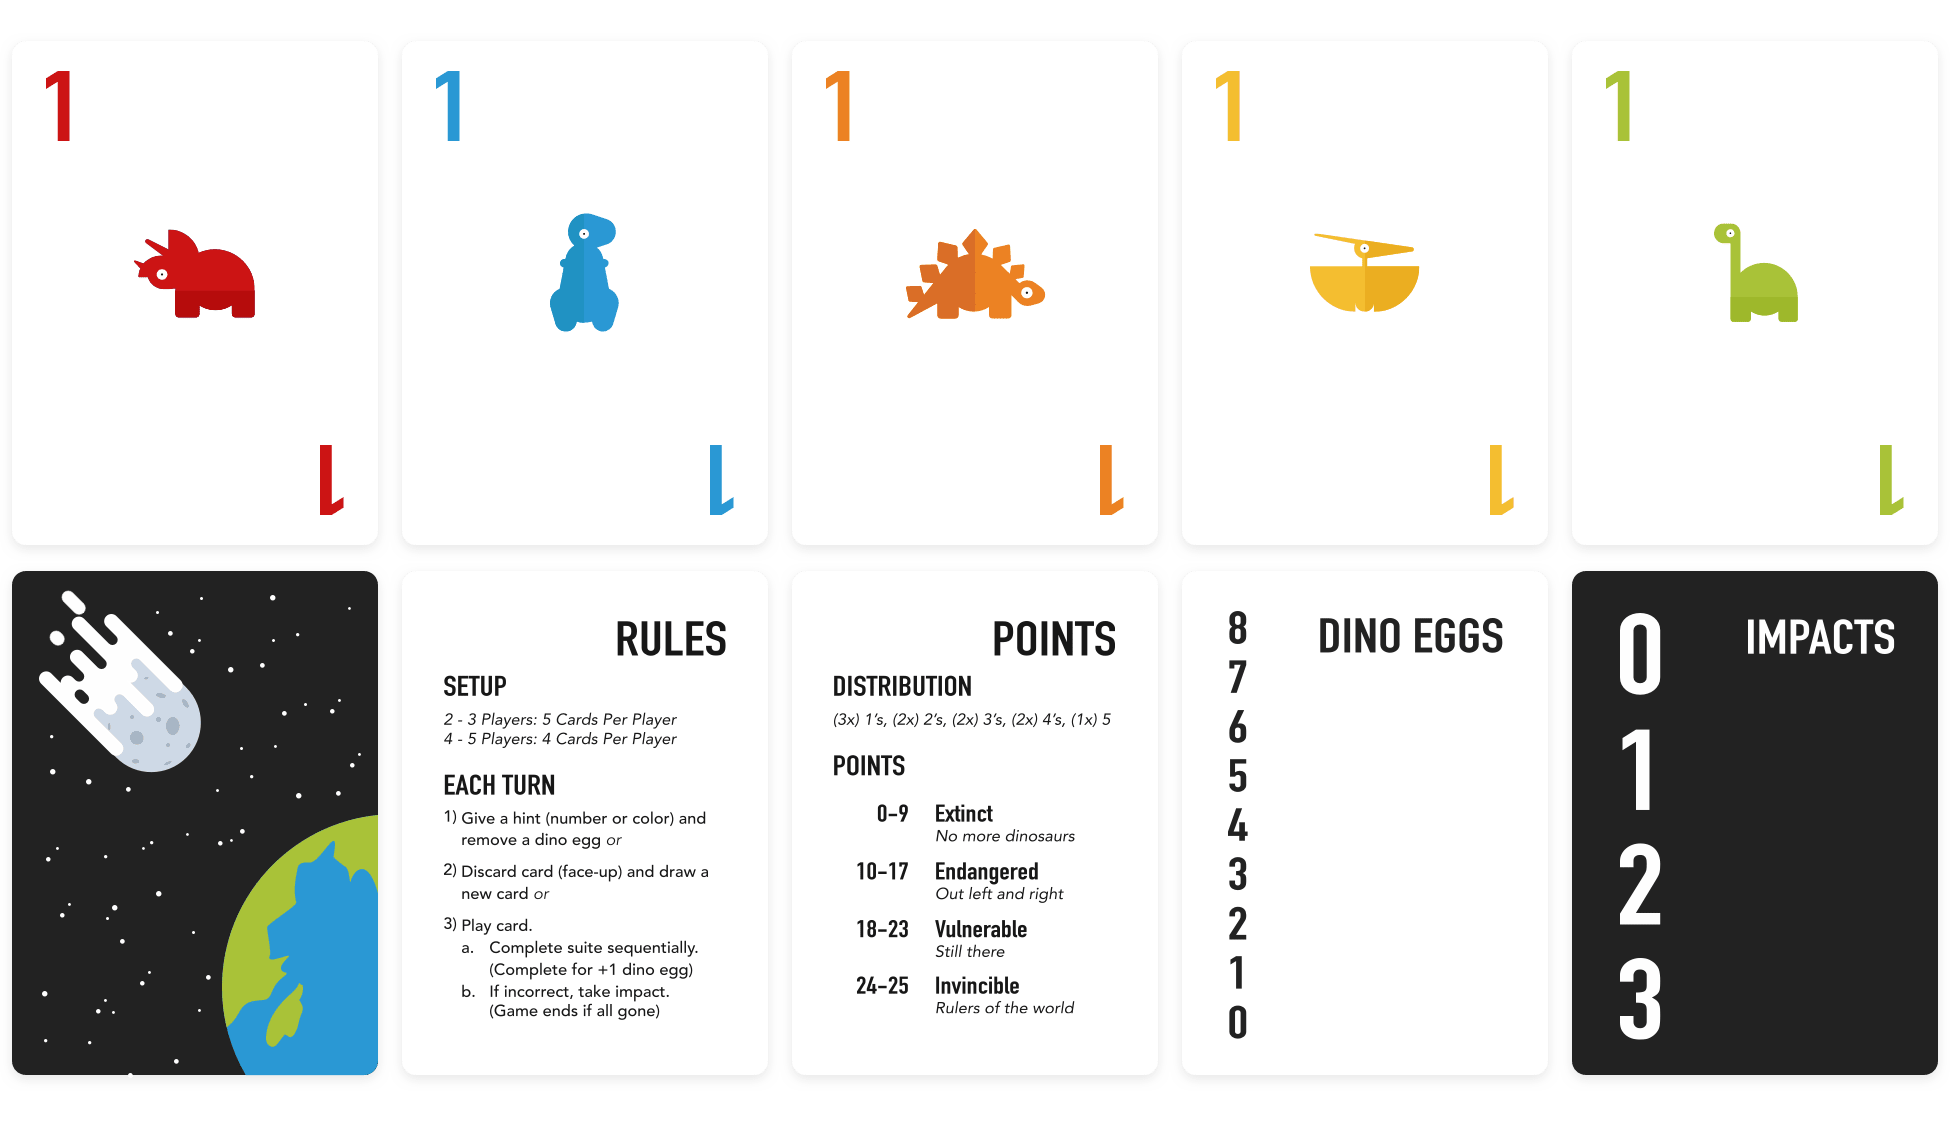 1
1
1
1
1
1
1
1
1
1
RULES
SETUP
2 - 3 Players: 5 Cards Per Player
4 - 5 Players: 4 Cards Per Player
EACH TURN
1) Give a hint (number or color) and
remove a dino egg or
2) Discard card (face-up) and draw a
new card or
3) Play card.
a. Complete suite sequentially.
(Complete for +1 dino egg)
b. If incorrect, take impact.
(Game ends if all gone)
POINTS
DISTRIBUTION
(3x) 1's, (2x) 2's, (2x) 3's, (2x) 4's, (1x) 5
POINTS
0–9 Extinct
No more dinosaurs
10–17 Endangered
Out left and right
18–23 Vulnerable
Still there
24–25 Invincible
Rulers of the world
DINO EGGS
8
7
6
5
4
3
2
1
0
IMPACTS
0
1
2
3